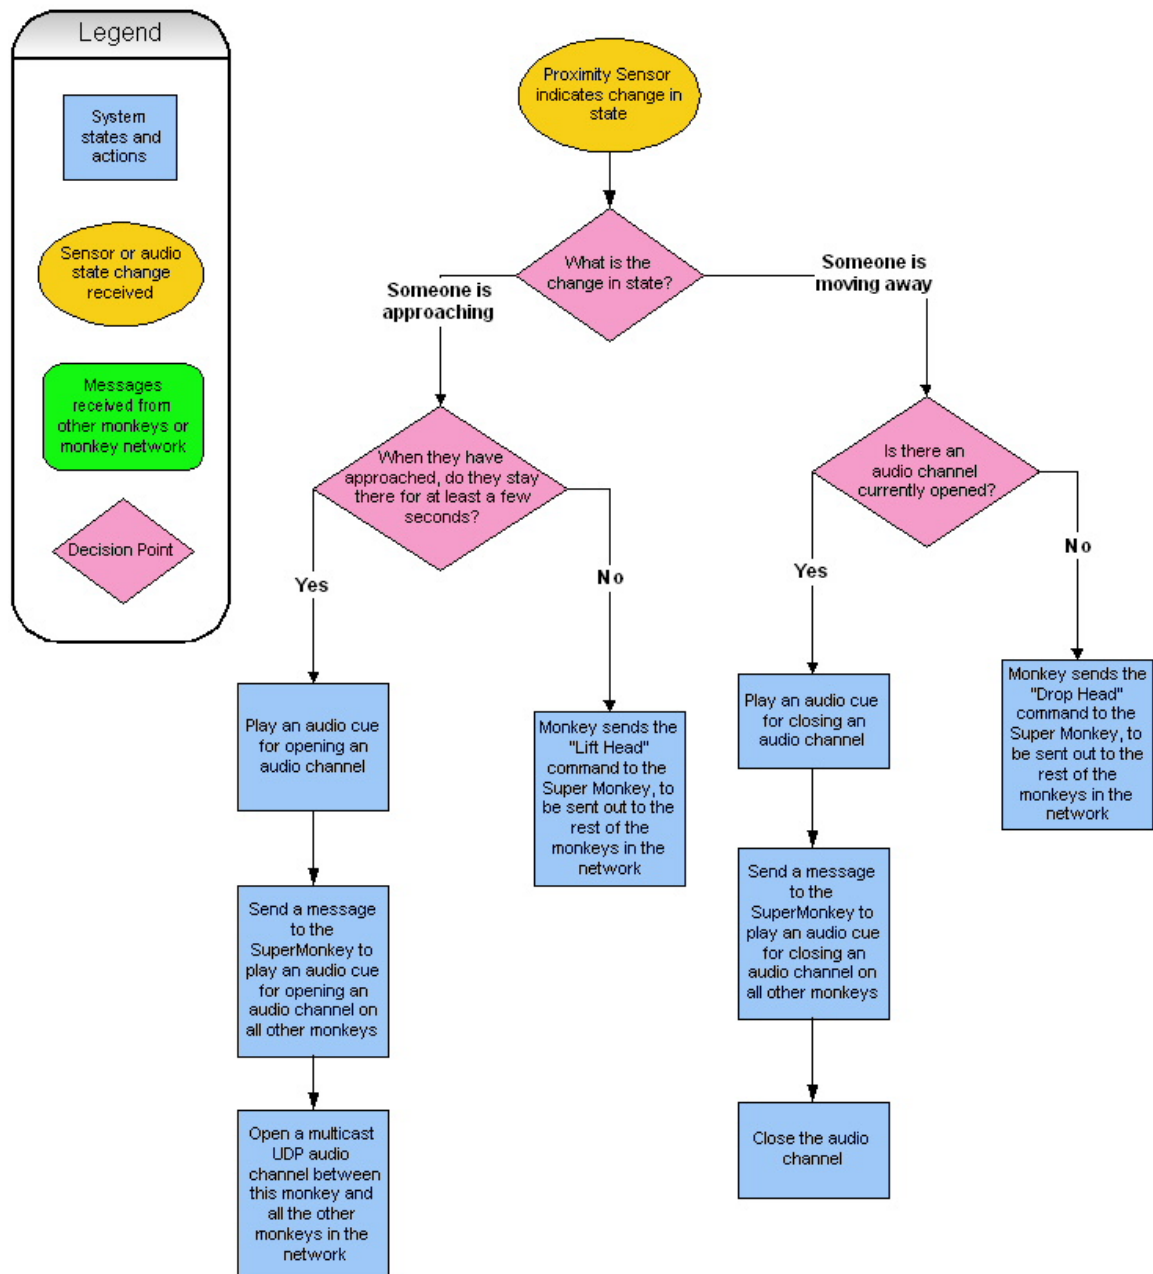 Legend
System
states and
actions
Sensor or audio
state change
received
Messages
received from
other monkeys or
monkey network
Decision Point
Proximity Sensor
indicates change in
state
What is the
change in state?
Someone is
approaching
Someone is
moving away
When they have
approached, do they stay
there for at least a few
seconds?
Is there an
audio channel
currently opened?
Yes
No
Yes
No
Play an audio cue
for opening an
audio channel
Monkey sends the
"Lift Head"
command to the
Super Monkey, to
be sent out to the
rest of the
monkeys in the
network
Play an audio cue
for closing an
audio channel
Monkey sends the
"Drop Head"
command to the
Super Monkey, to
be sent out to the
rest of the
monkeys in the
network
Send a message
to the
SuperMonkey to
play an audio cue
for opening an
audio channel on
all other monkeys
Send a message
to the
SuperMonkey to
play an audio cue
for closing an
audio channel on
all other monkeys
Open a multicast
UDP audio
channel between
this monkey and
all the other
monkeys in the
network
Close the audio
channel